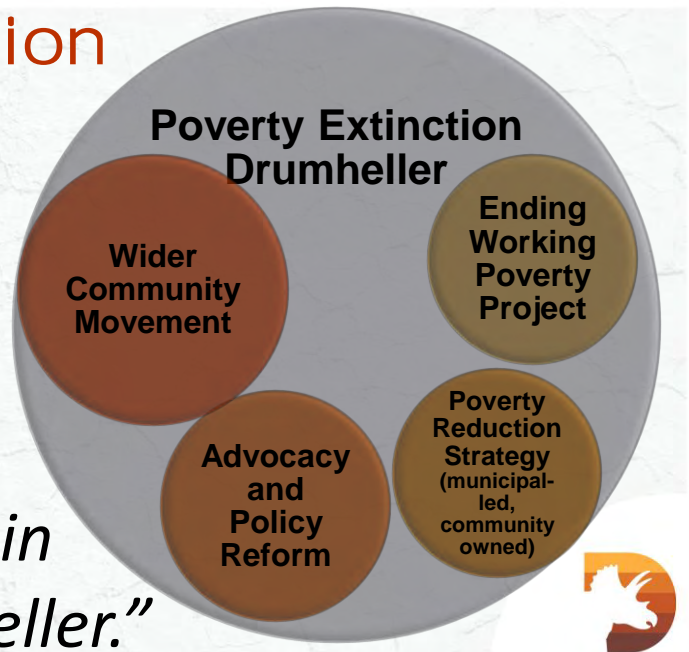 ion
Poverty Extinction
Drumheller
Wider
Community
Movement
Ending
Working
Poverty
Project
Advocacy
and
Policy
Reform
Poverty
Reduction
Strategy
(municipal-
led,
community
owned)
in
eller.”